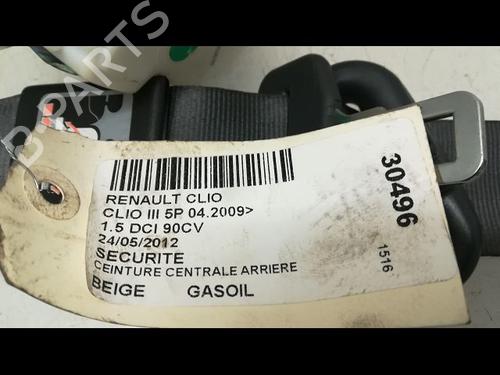 B-PARTS
RENAULT CLIO
CLIO III 5P 04.2009>
1.5 DCI 90CV
24/05/2012
SECURITE
CEINTURE CENTRALE ARRIERE
BEIGE GASOIL
30496
1516